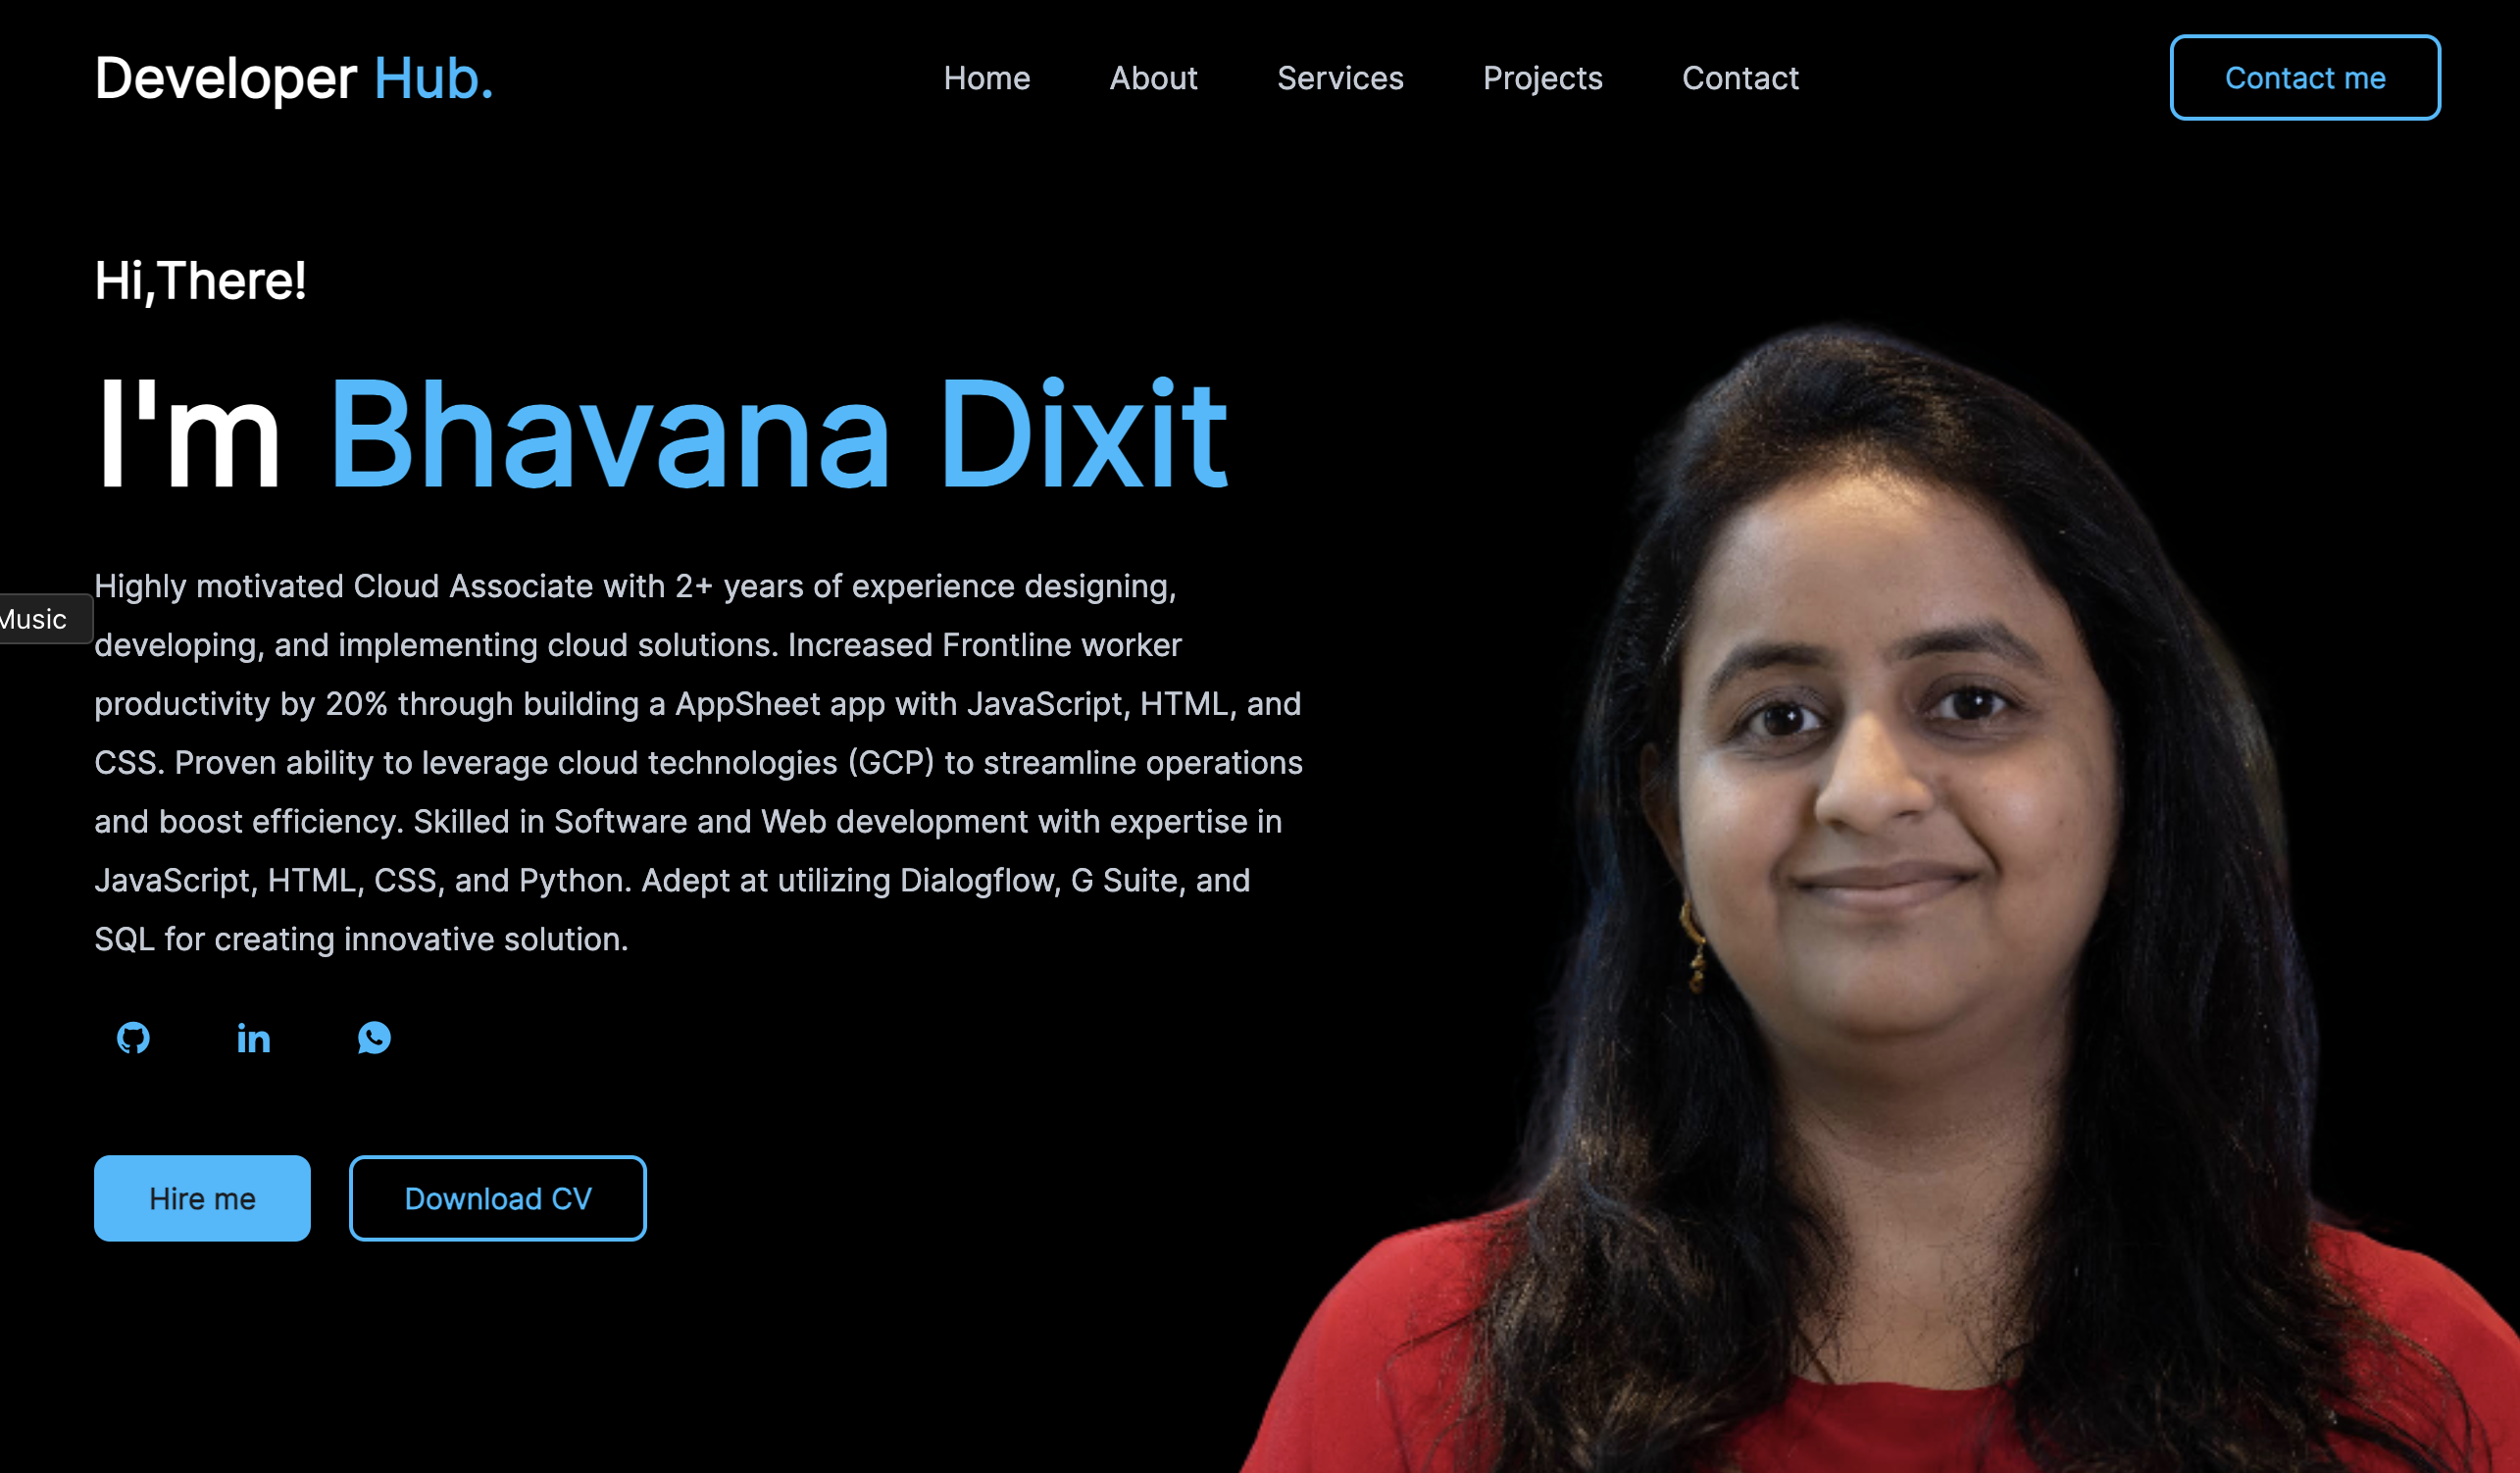 Developer Hub.
Home About Services Projects Contact
Contact me
Hi,There!
I'm Bhavana Dixit
Highly motivated Cloud Associate with 2+ years of experience designing,
Music
developing, and implementing cloud solutions. Increased Frontline worker
productivity by 20% through building a AppSheet app with JavaScript, HTML, and
CSS. Proven ability to leverage cloud technologies (GCP) to streamline operations
and boost efficiency. Skilled in Software and Web development with expertise in
JavaScript, HTML, CSS, and Python. Adept at utilizing Dialogflow, G Suite, and
SQL for creating innovative solution.
in
Hire me
Download CV